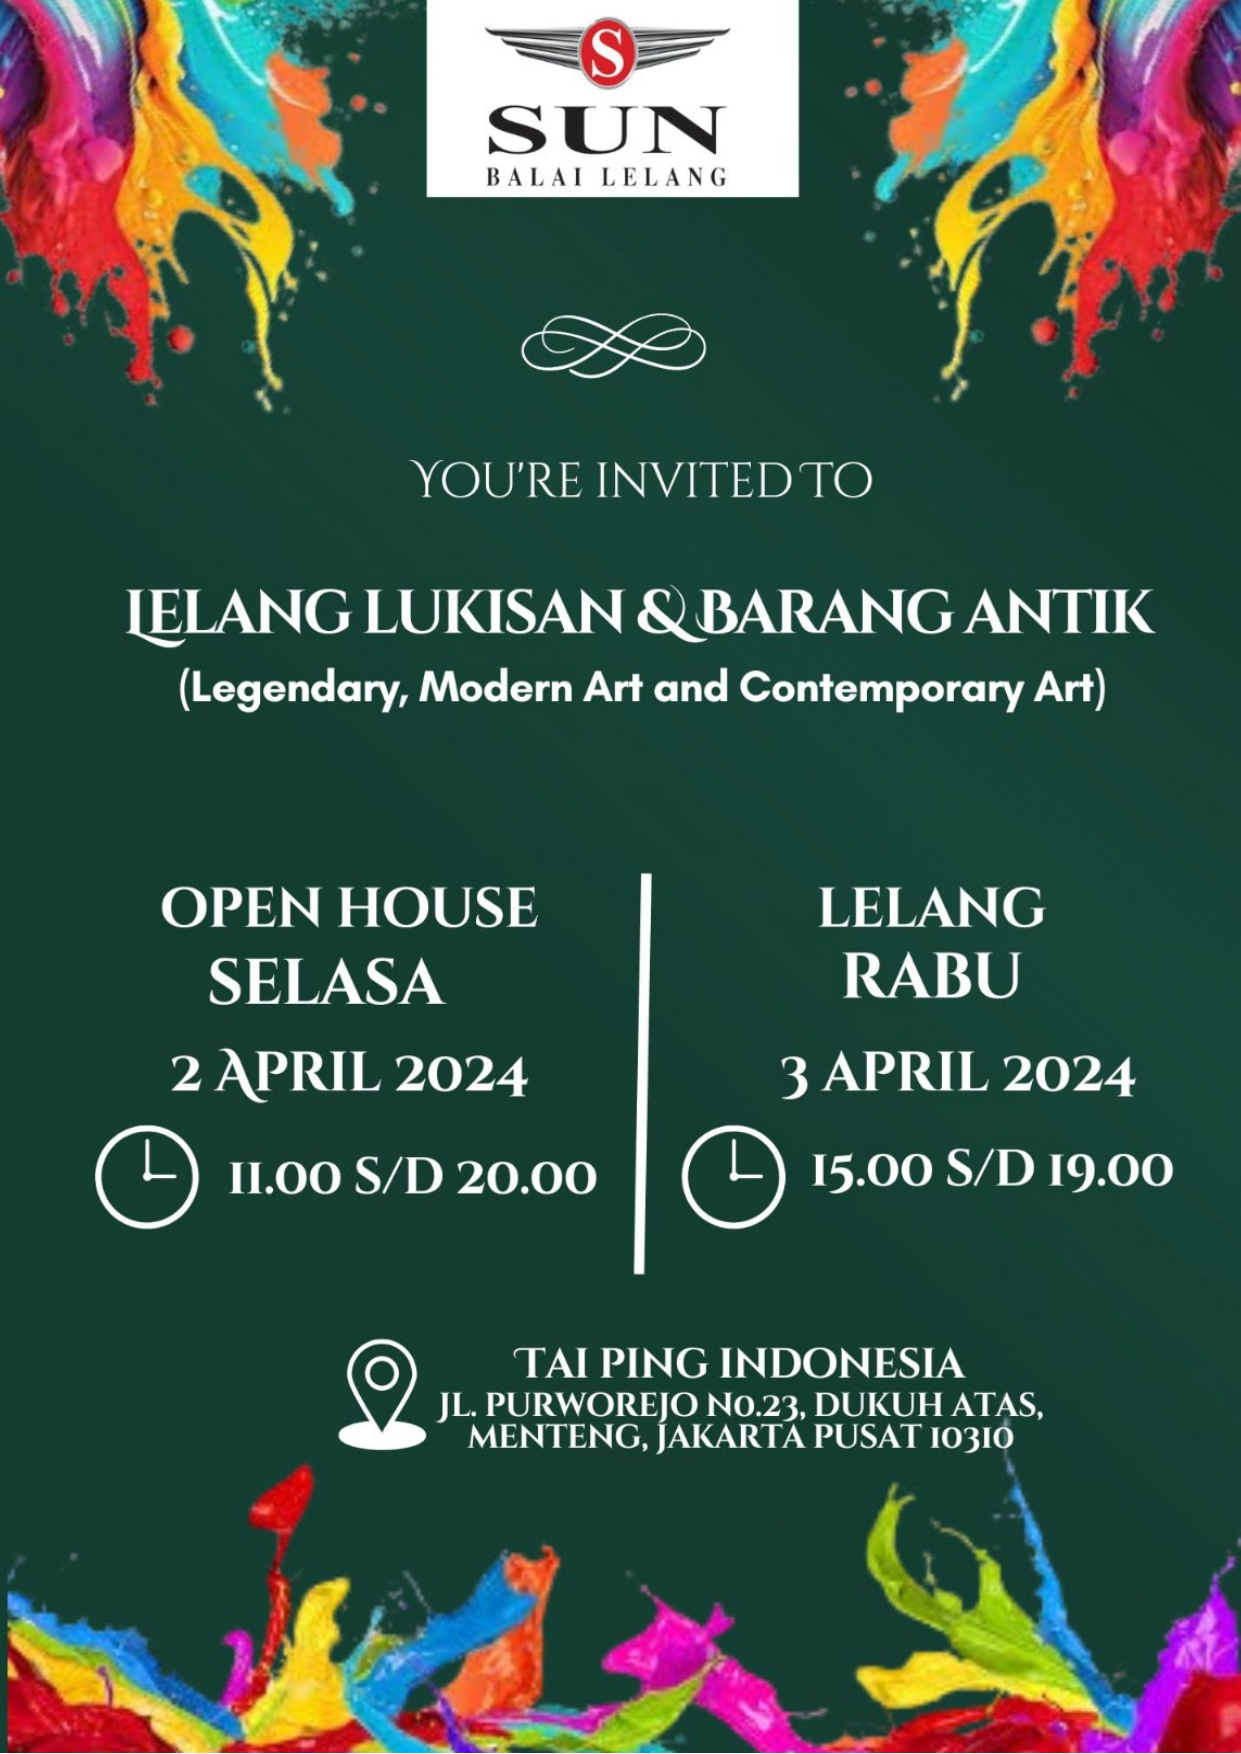 S
SUN
BALAI LELANG
YOU'RE INVITED TO
LELANG LUKISAN & BARANG ANTIK
(Legendary, Modern Art and Contemporary Art)
OPEN HOUSE
SELASA
2 APRIL 2024
11.00 S/D 20.00
LELANG
RABU
3 APRIL 2024
15.00 S/D 19.00
TAI PING INDONESIA
JL. PURWOREJO NO.23, DUKUH ATAS,
MENTENG, JAKARTA PUSAT 10310